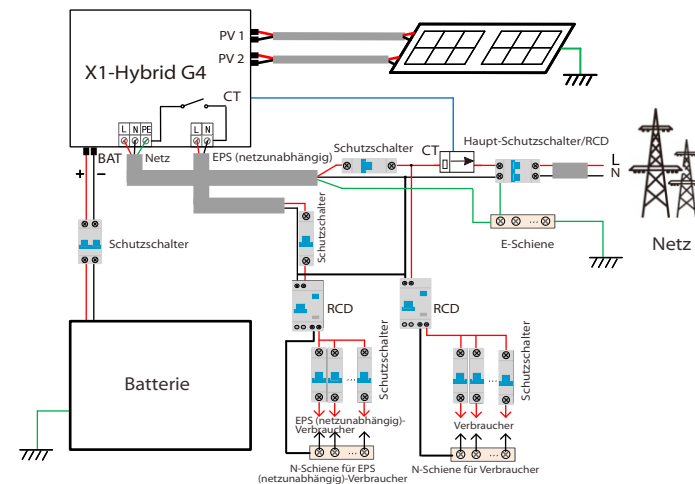 PV 1
PV 2
X1-Hybrid G4
CT
L N PE
L N
BAT
Netz
EPS (netzunabhängig)
+ −
Schutzschalter
Schutzschalter
CT
Haupt-Schutzschalter/RCD
L
N
Schutzschalter
E-Schiene
Netz
RCD
RCD
Batterie
...
Schutzschalter
...
Schutzschalter
EPS (netzunabhängig)-
Verbraucher
Verbraucher
...
...
N-Schiene für EPS
(netzunabhängig)-Verbraucher
N-Schiene für Verbraucher